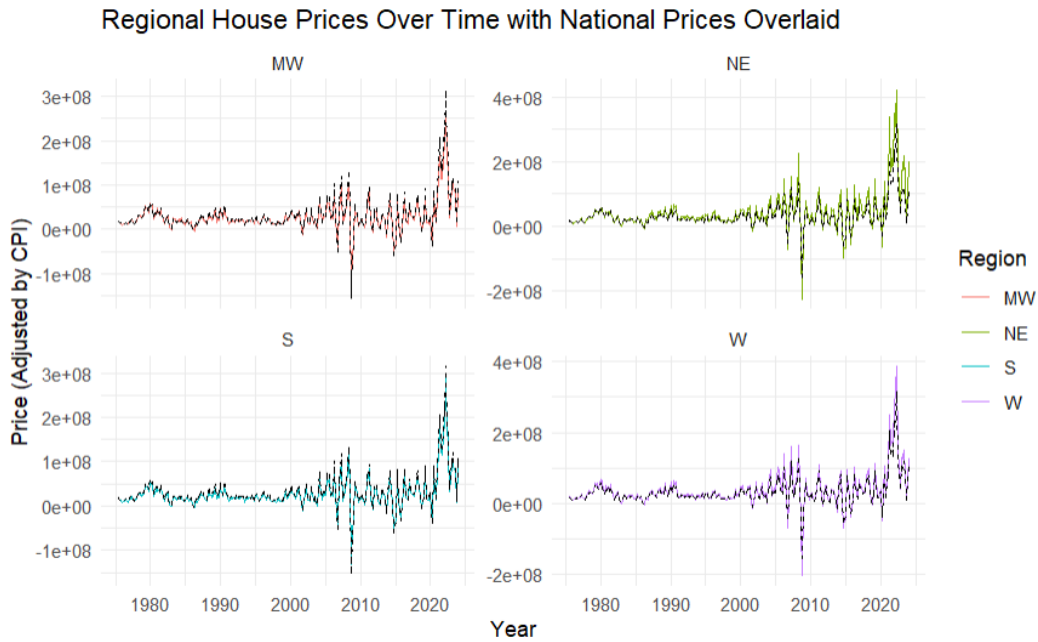 Regional House Prices Over Time with National Prices Overlaid
MW
NE
3e+08
2e+08
1e+08
0e+00
-1e+08
4e+08
2e+08
0e+00
-2e+08
S
W
3e+08
2e+08
1e+08
0e+00
-1e+08
4e+08
2e+08
0e+00
-2e+08
1980 1990 2000 2010 2020
1980 1990 2000 2010 2020
Price (Adjusted by CPI)
Year
Region
MW
NE
S
W